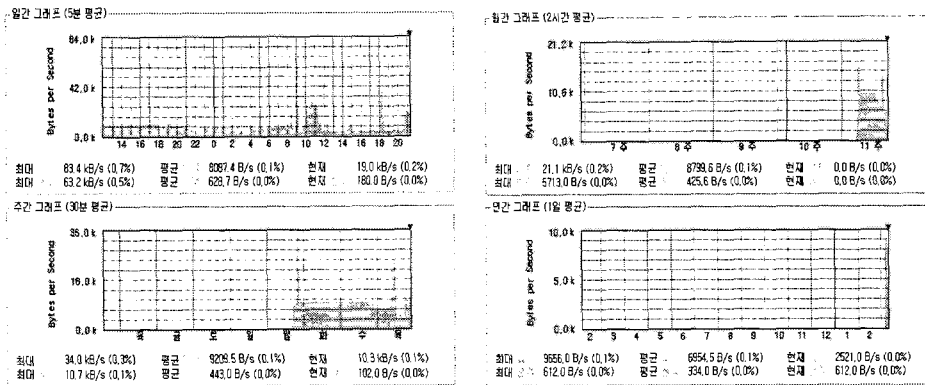 일간 그래프 (5분 평균)
Bytes per Second
84.0 k
42.0 k
0.0 k
14 16 18 20 22 0 2 4 6 8 10 12 14 16 18 20
최대 83.4 kB/s (0.7%) 평균 8087.4 B/s (0.1%) 현재 19.0 kB/s (0.2%)
최대 63.2 kB/s (0.5%) 평균 628.7 B/s (0.0%) 현재 180.0 B/s (0.0%)
월간 그래프 (2시간 평균)
Bytes per Second
21.2 k
10.6 k
0.0 k
7 주 8 주 9 주 10 주 11 주
최대 21.1 kB/s (0.2%) 평균 8799.6 B/s (0.1%) 현재 0.0 B/s (0.0%)
최대 5713.0 (0.0%) 평균 425.6 B/s (0.0%) 현재 0.0 B/s (0.0%)
주간 그래프 (30분 평균)
Bytes per Second
0.0 k
최대 34.0 kB/s (0.3%) 평균 9209.5 B/s (0.1%) 현재 10.3 kB/s (0.1%)
최대 10.7 kB/s (0.1%) 평균 443.0 B/s (0.0%) 현재 102.0 B/s (0.0%)
연간 그래프 (1일 평균)
Bytes per Second
10.0 k
5.0 k
0.0 k
2 3 4 5 6 7 8 9 10 11 12 1 2
최대 9656.0 (0.1%) 평균 6954.5 B/s (0.1%) 현재 2521.0 (0.0%)
최대 612.0 B/s (0.0%) 평균 334.0 B/s (0.0%) 현재 612.0 B/s (0.0%)